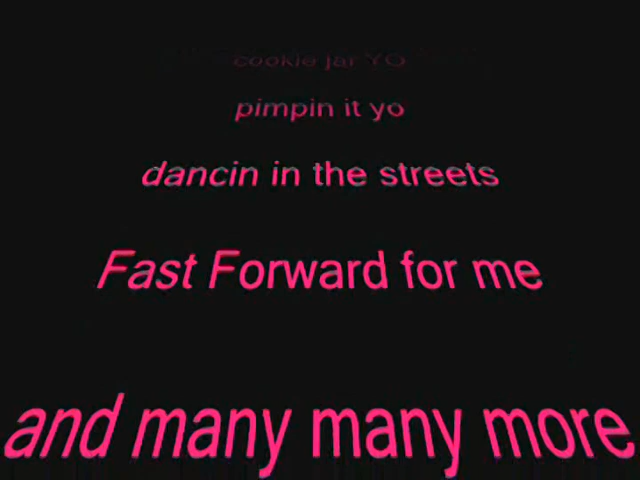 cookie jar YO
pimpin it yo
dancin in the streets
Fast Forward for me
and many many more